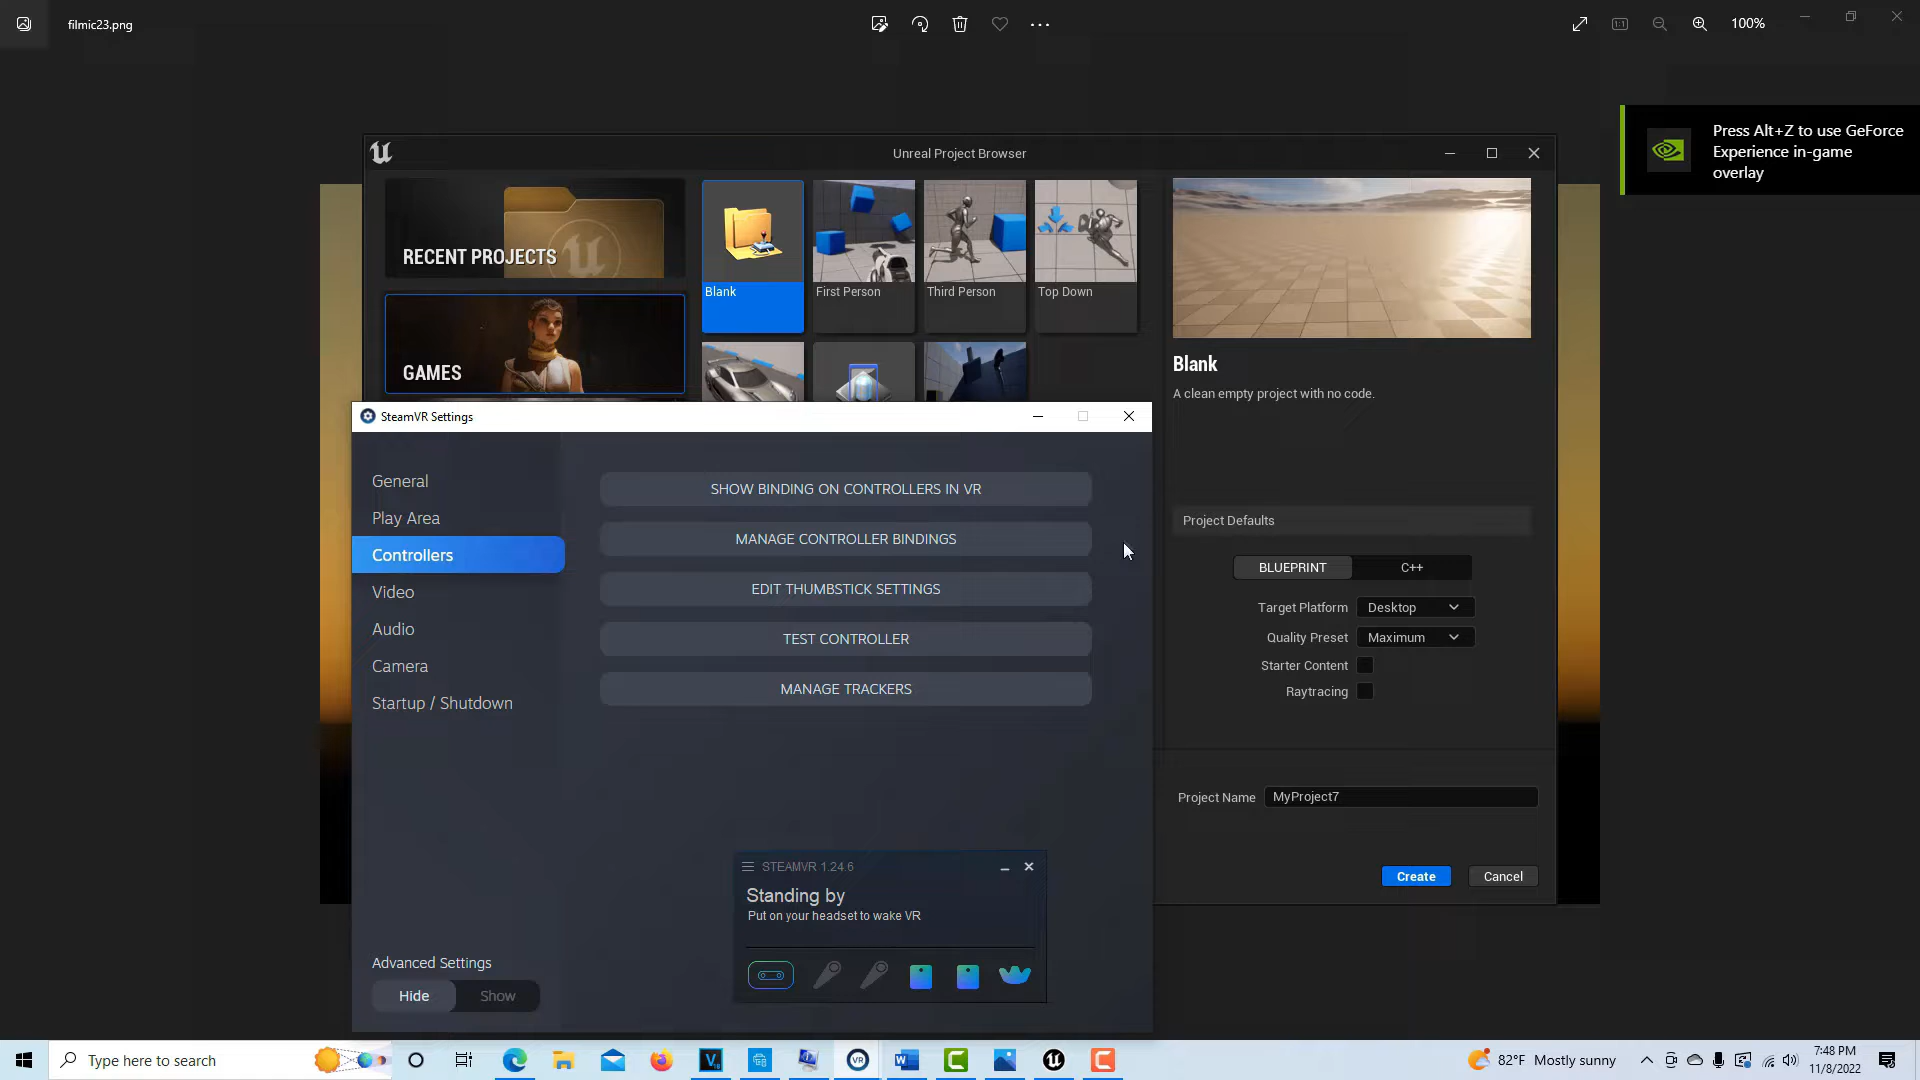 filmic23.png
100%
Press Alt+Z to use GeForce
Experience in-game
overlay
Unreal Project Browser
RECENT PROJECTS
GAMES
Blank
First Person
Third Person
Top Down
Blank
A clean empty project with no code.
Project Defaults
BLUEPRINT
C++
Target Platform
Desktop
Quality Preset
Maximum
Starter Content
Raytracing
Project Name
MyProject7
Create
Cancel
SteamVR Settings
General
Play Area
Controllers
Video
Audio
Camera
Startup / Shutdown
SHOW BINDING ON CONTROLLERS IN VR
MANAGE CONTROLLER BINDINGS
EDIT THUMBSTICK SETTINGS
TEST CONTROLLER
MANAGE TRACKERS
Advanced Settings
Hide
Show
STEAMVR 1.24.6
Standing by
Put on your headset to wake VR
Type here to search
82°F Mostly sunny
7:48 PM
11/8/2022